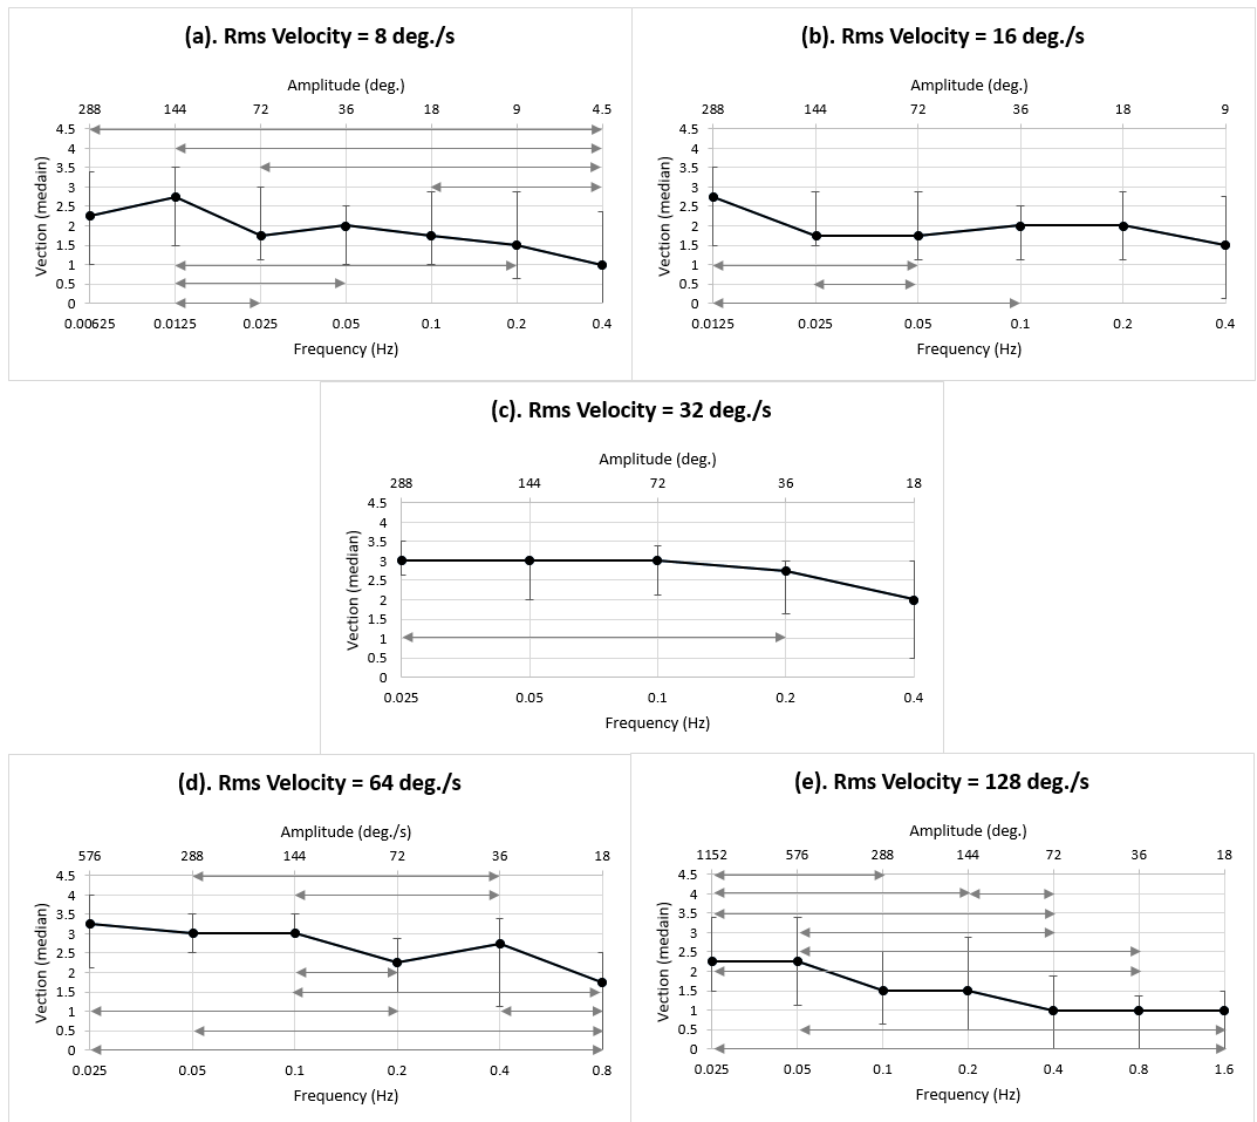 (a). Rms Velocity = 8 deg./s
Amplitude (deg.)
288 144 72 36 18 9 4.5
4.5
4
3.5
3
2.5
2
1.5
1
0.5
0
Vection (medain)
0.00625 0.0125 0.025 0.05 0.1 0.2 0.4
Frequency (Hz)
(b). Rms Velocity = 16 deg./s
Amplitude (deg.)
288 144 72 36 18 9
4.5
4
3.5
3
2.5
2
1.5
1
0.5
0
Vection (median)
0.0125 0.025 0.05 0.1 0.2 0.4
Frequency (Hz)
(c). Rms Velocity = 32 deg./s
Amplitude (deg.)
288 144 72 36 18
4.5
4
3.5
3
2.5
2
1.5
1
0.5
0
Vection (median)
0.025 0.05 0.1 0.2 0.4
Frequency (Hz)
(d). Rms Velocity = 64 deg./s
Amplitude (deg./s)
576 288 144 72 36 18
4.5
4
3.5
3
2.5
2
1.5
1
0.5
0
Vection (median)
0.025 0.05 0.1 0.2 0.4 0.8
Frequency (Hz)
(e). Rms Velocity = 128 deg./s
Amplitude (deg.)
1152 576 288 144 72 36 18
4.5
4
3.5
3
2.5
2
1.5
1
0.5
0
Vection (medain)
0.025 0.05 0.1 0.2 0.4 0.8 1.6
Frequency (Hz)